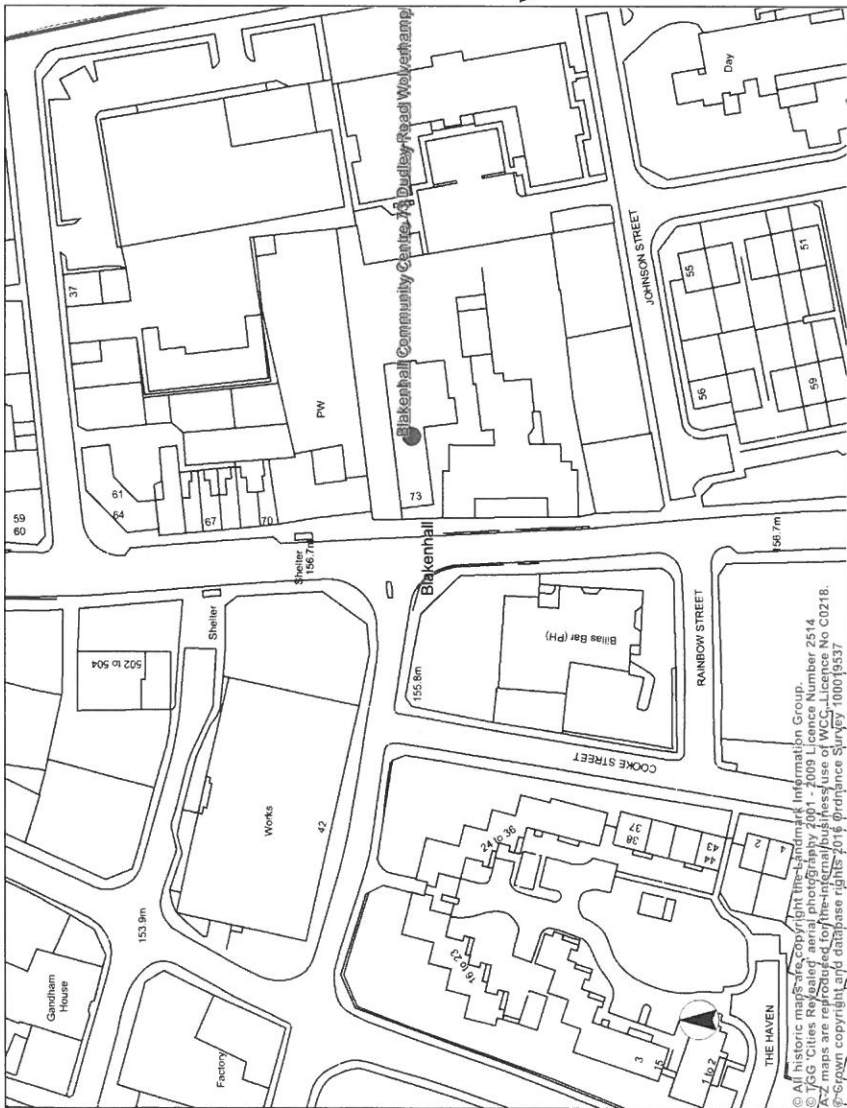 59
60
37
61
64
67
70
PW
Shelter
156.7m
Shelter
502 to 504
Works
42
153.9m
Gandham
House
Factory
Blakenhall Community Centre 73 Dudley Road Wolverhamp
73
Blakenhall
155.8m
Billas Bar (PH)
COOKE STREET
RAINBOW STREET
156.7m
JOHNSON STREET
Day
55
51
56
59
24 to 36
37
38
43
44
2
4
16 to 23
3
15
1 to 2
THE HAVEN
© All historic maps are copyright the Landmark Information Group.
© TGG 'Cities Revealed' aerial photography 2001 - 2009 Licence Number 2514
A-Z maps are reproduced for the internal business use of WCC. Licence No C0218.
© Crown copyright and database rights 2016 Ordnance Survey 100019537